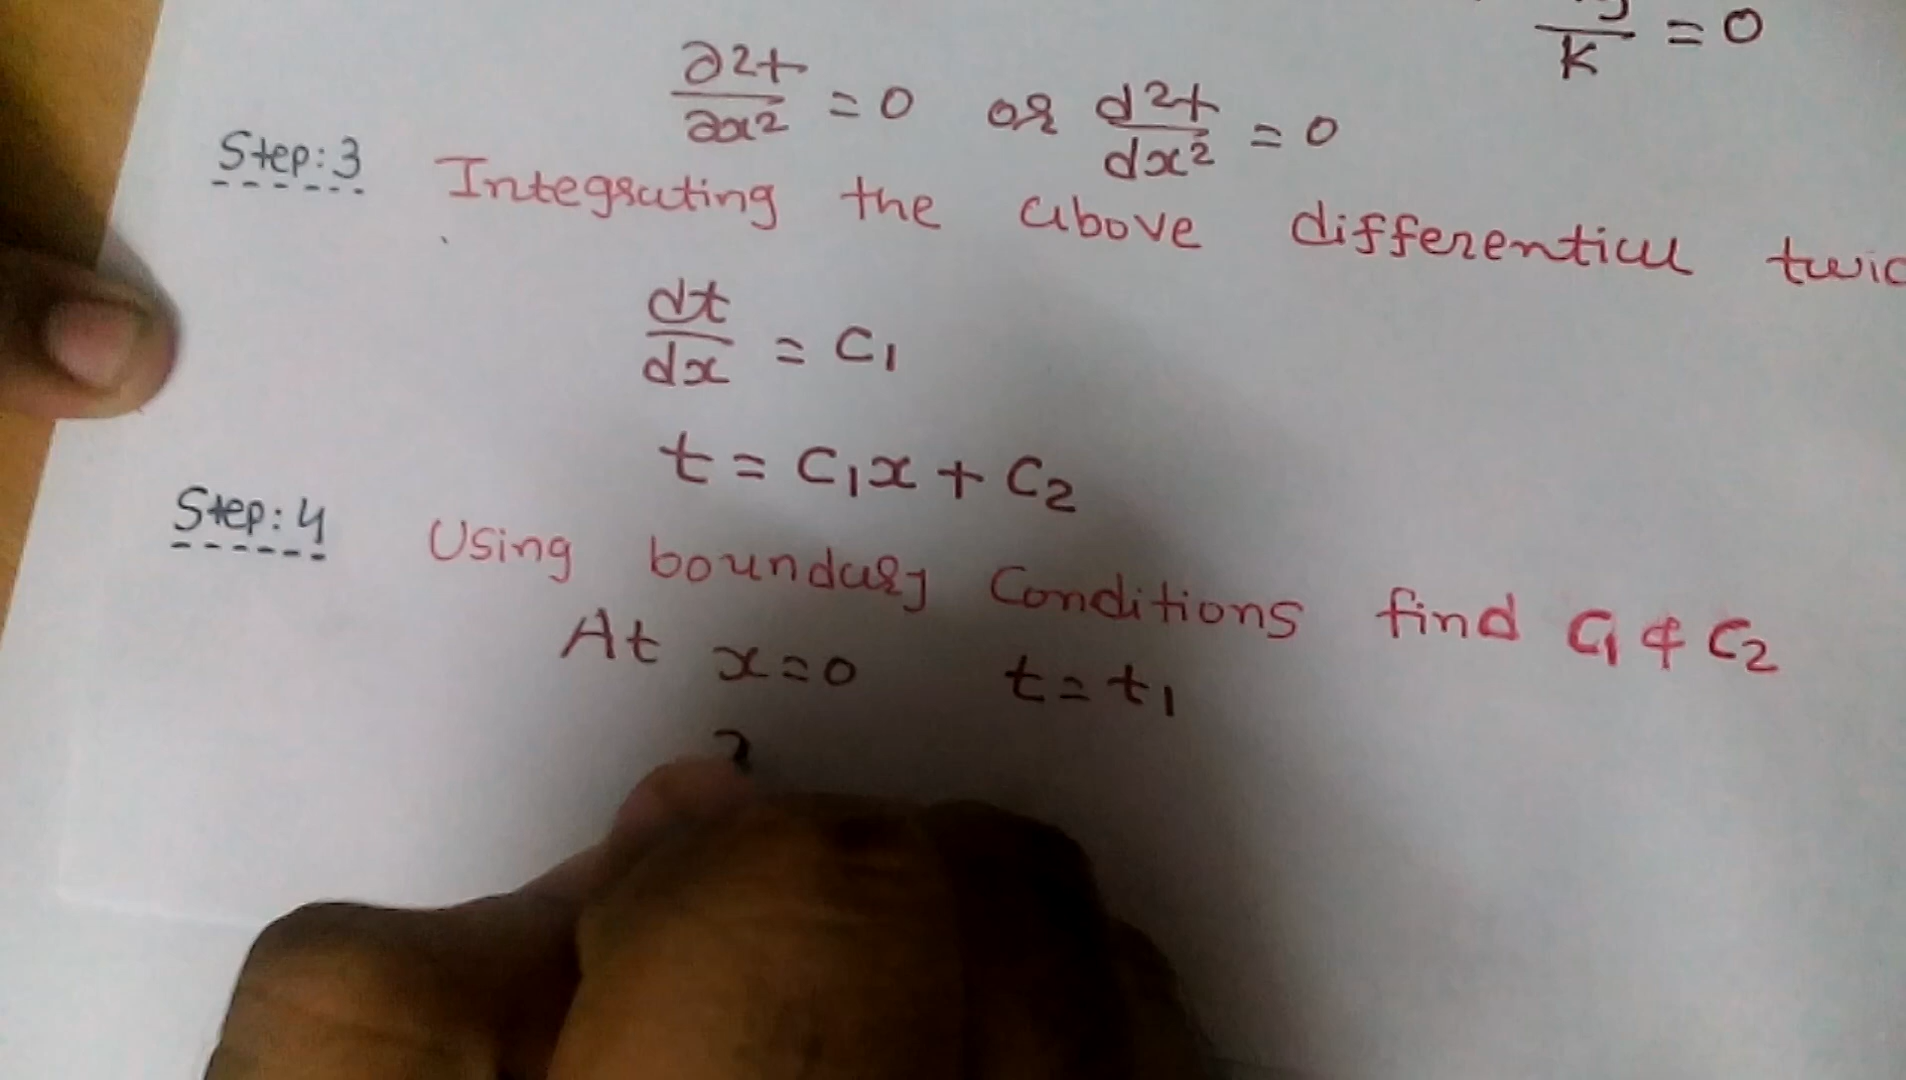 K = 0
∂2t/∂x² = 0 or d2t/dx² = 0
Step:3 Integrating the above differential
dt/dx = C₁
t = C₁x + C₂
Step:4 Using boundary Conditions find C₁ & C₂
At x=0 t=t₁